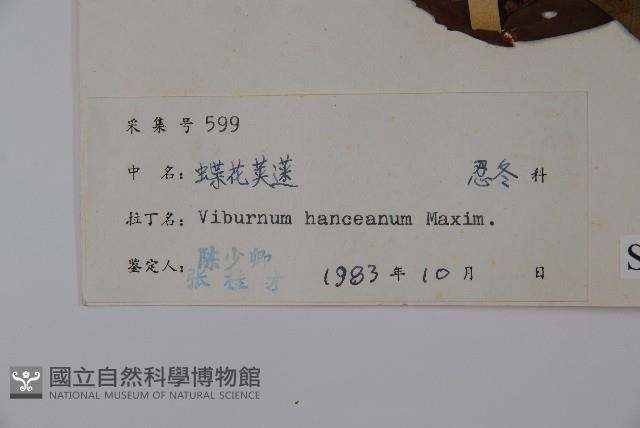 采集号 599
中 名: 蝶花荚蒾 忍冬 科
拉丁名: Viburnum hanceanum Maxim.
鉴定人: 陈少卿
张桂才 1983 年 10 月 日
S
國立自然科學博物館
NATIONAL MUSEUM OF NATURAL SCIENCE